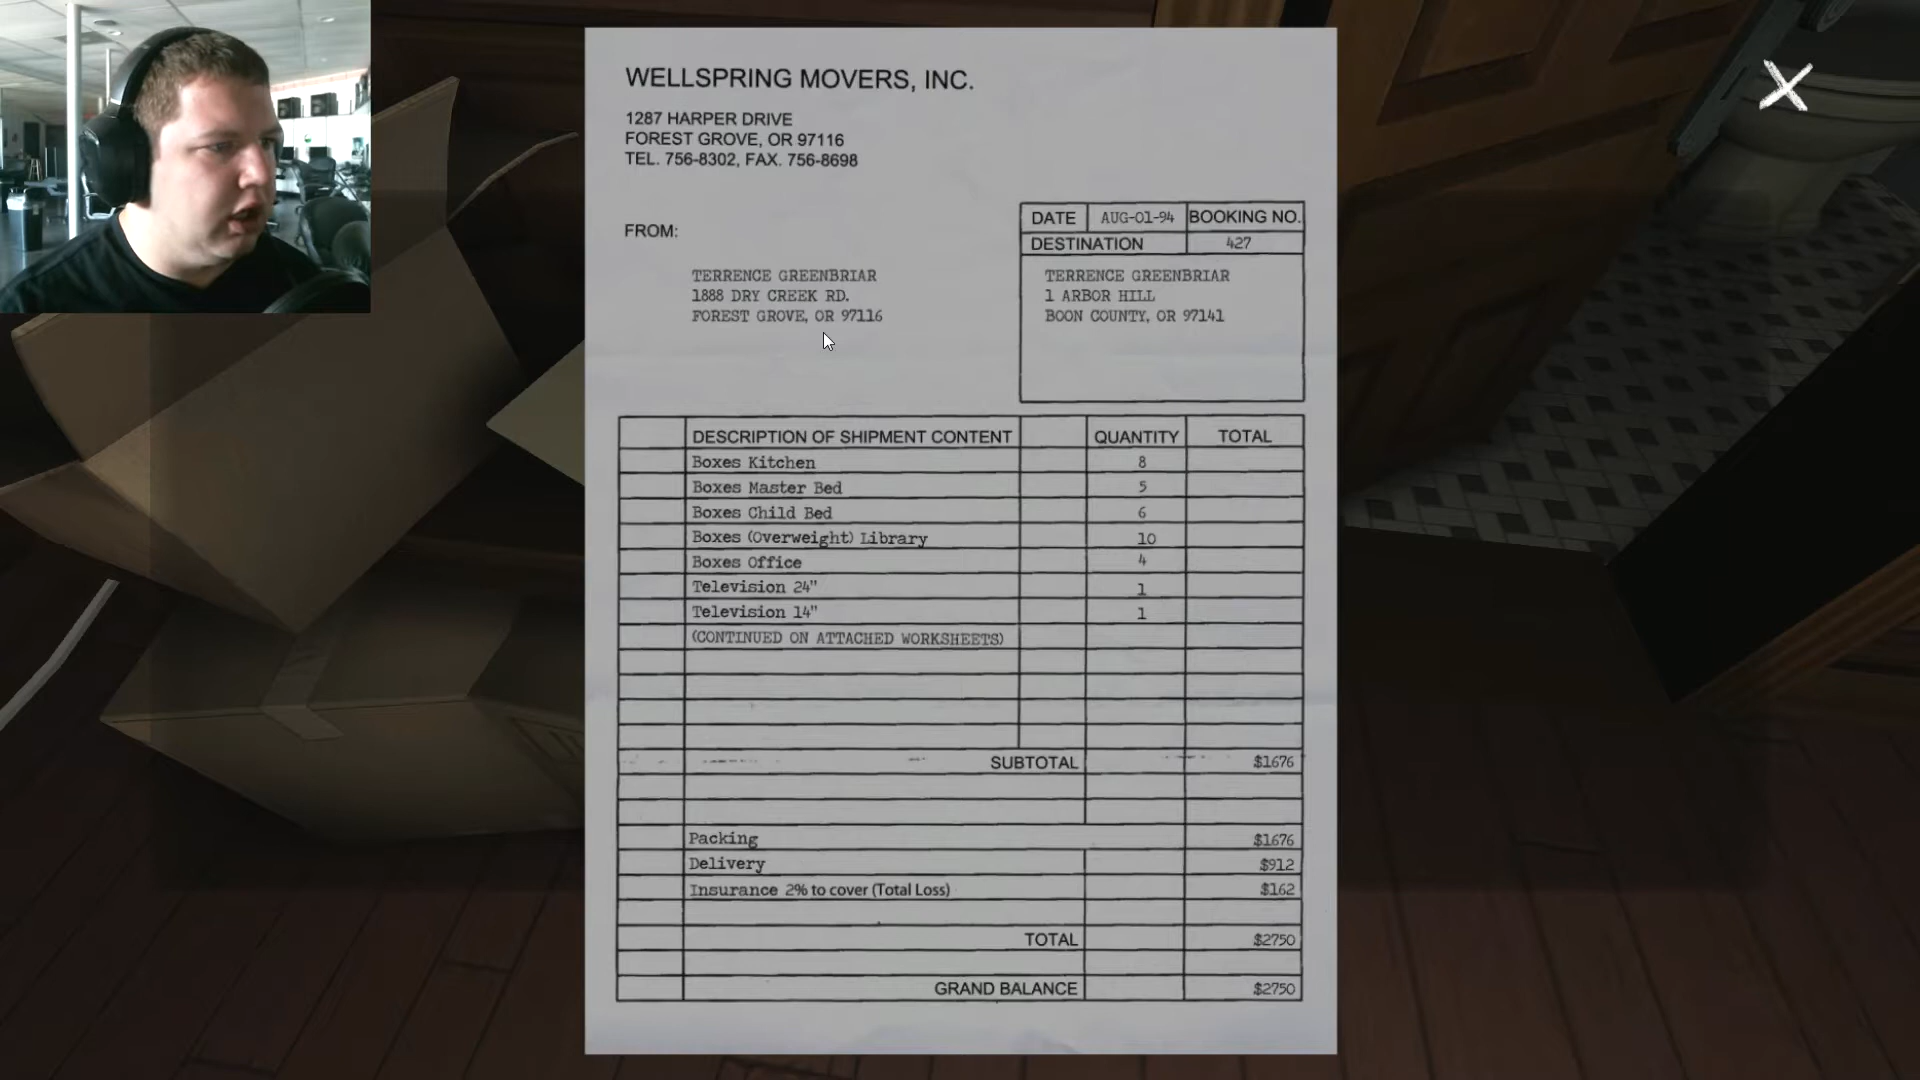 WELLSPRING MOVERS, INC.
1287 HARPER DRIVE
FOREST GROVE, OR 97116
TEL. 756-8302, FAX. 756-8698
FROM:
TERRENCE GREENBRIAR
1888 DRY CREEK RD.
FOREST GROVE, OR 97116
DATE AUG-01-94 BOOKING NO.
DESTINATION 427
TERRENCE GREENBRIAR
1 ARBOR HILL
BOON COUNTY, OR 97141
DESCRIPTION OF SHIPMENT CONTENT QUANTITY TOTAL
Boxes Kitchen 8
Boxes Master Bed 5
Boxes Child Bed 6
Boxes (Overweight) Library 10
Boxes Office 4
Television 24" 1
Television 14" 1
(CONTINUED ON ATTACHED WORKSHEETS)
SUBTOTAL $1676
Packing $1676
Delivery $912
Insurance 2% to cover (Total Loss) $162
TOTAL $2750
GRAND BALANCE $2750